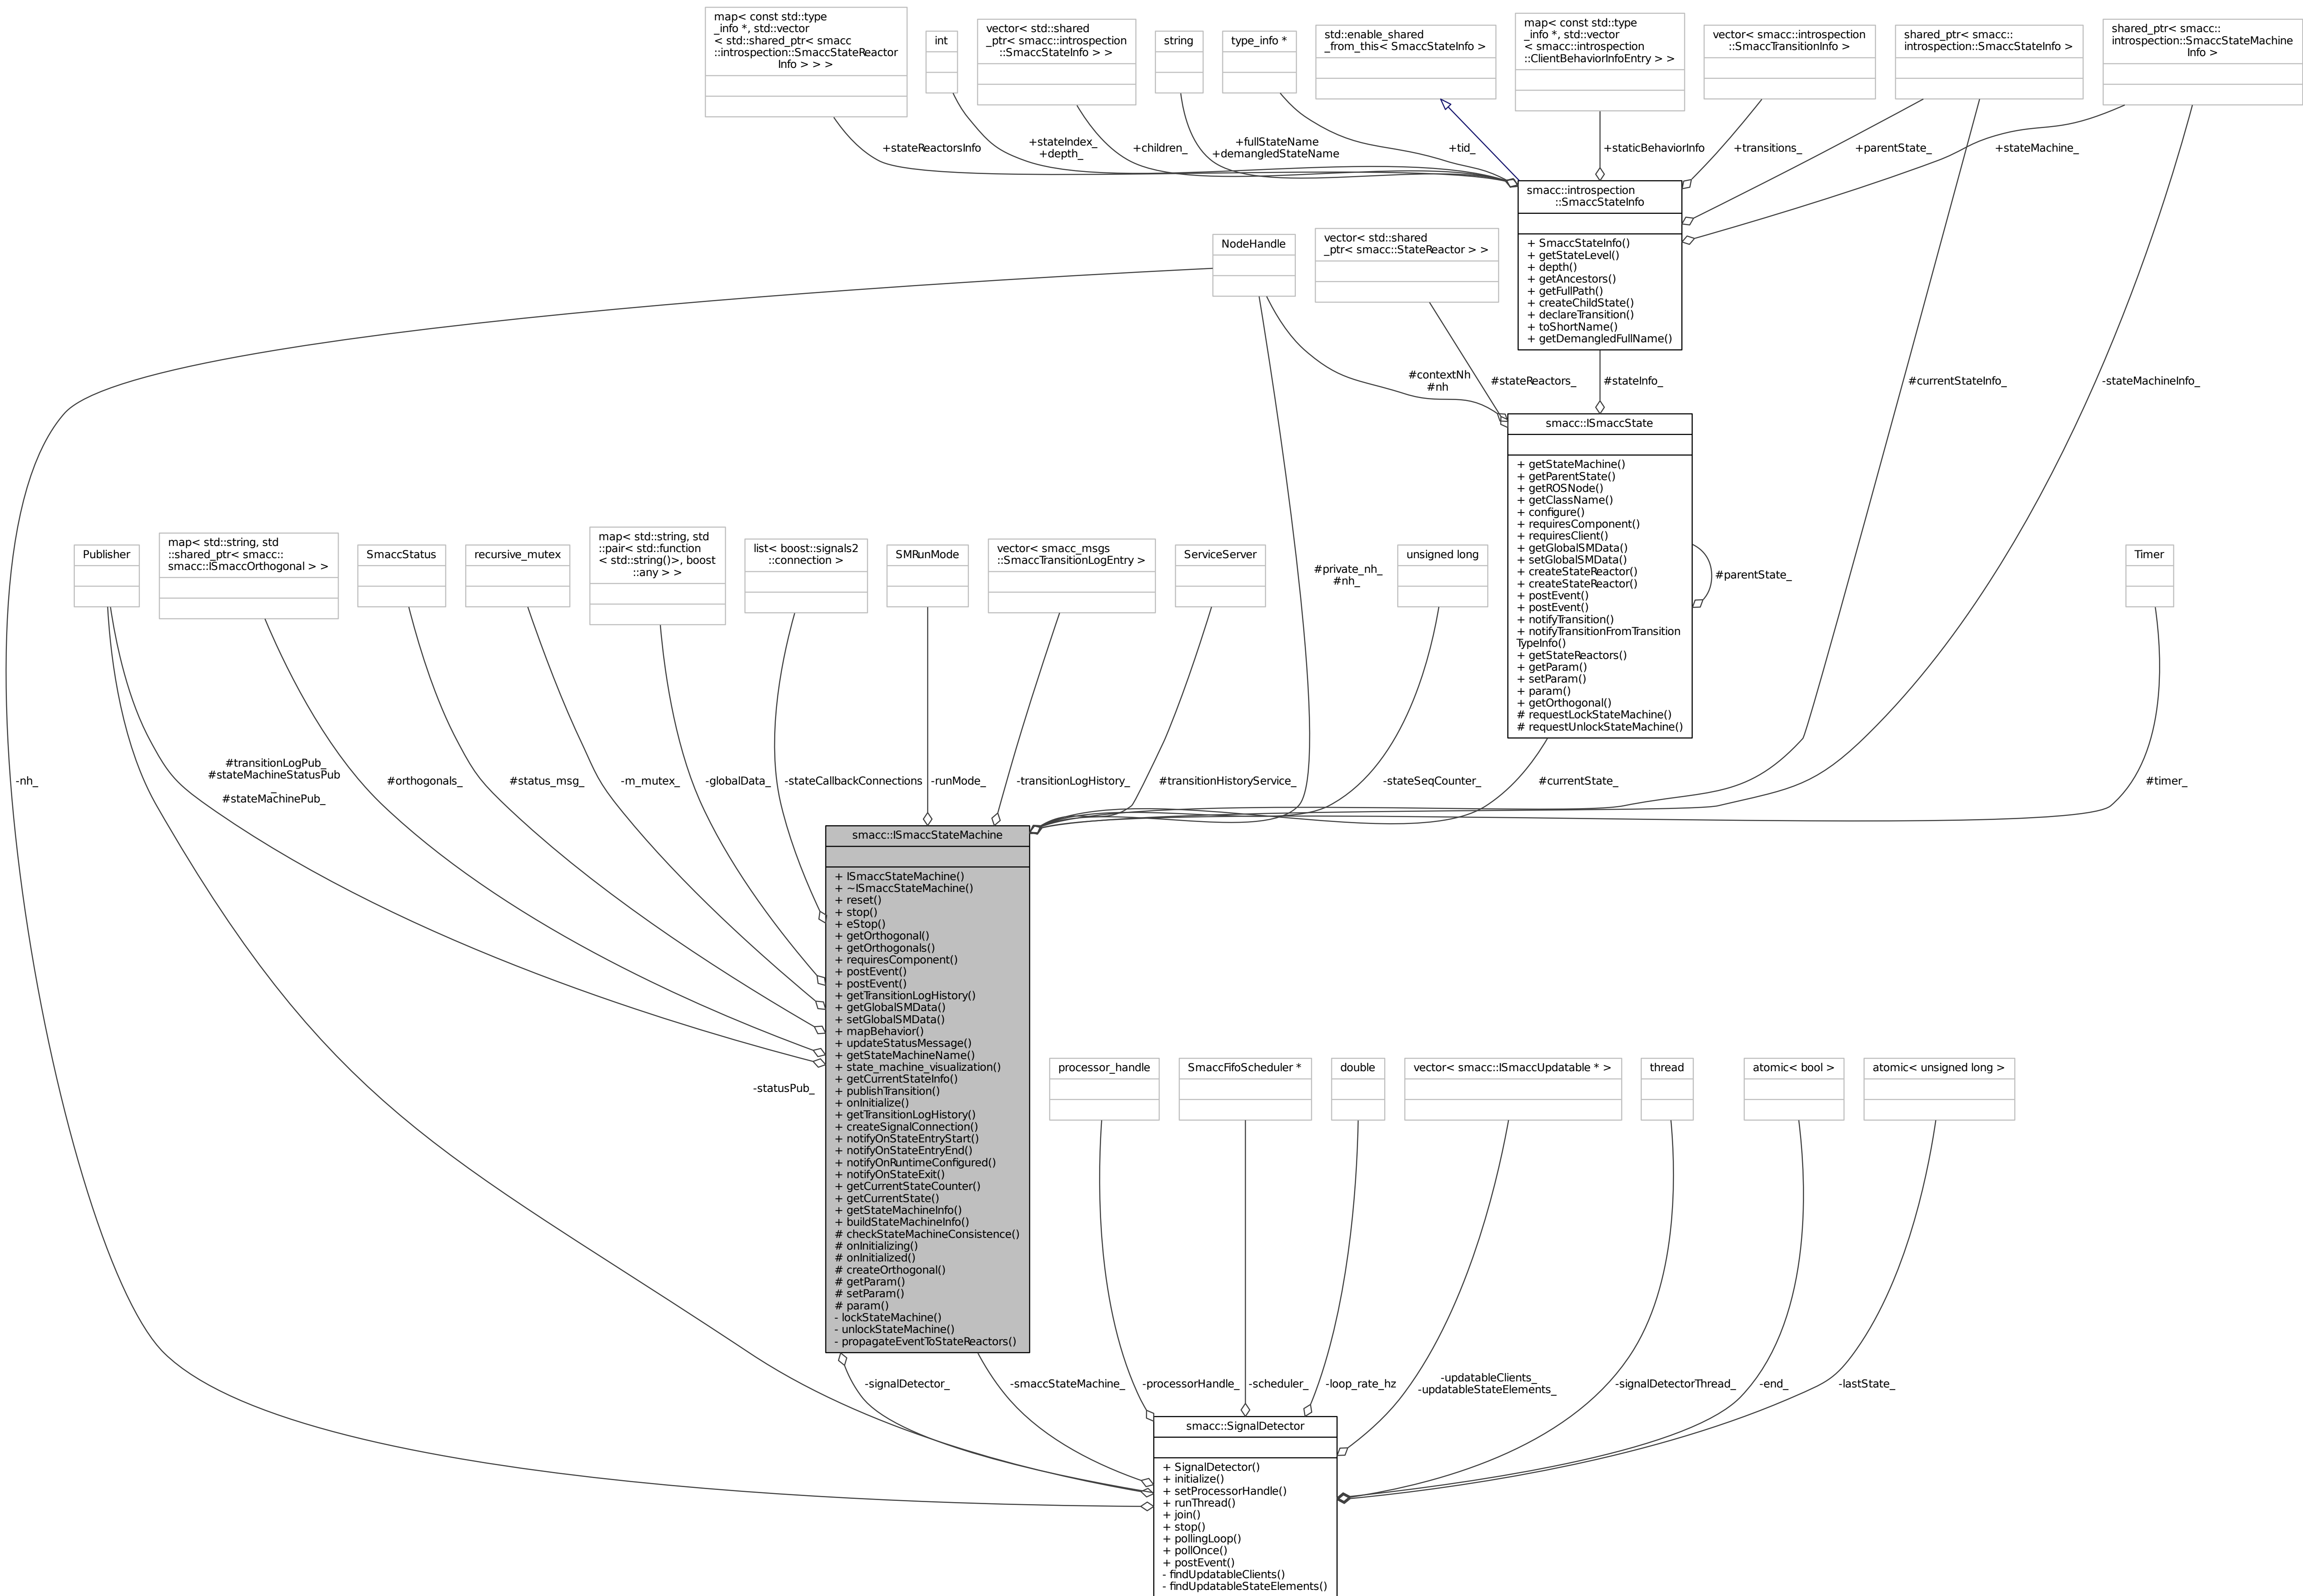 map< const std::type
_info *, std::vector
< std::shared_ptr< smacc
::introspection::SmaccStateReactor
Info > > >
int
vector< std::shared
_ptr< smacc::introspection
::SmaccStateInfo > >
string
type_info *
std::enable_shared
_from_this< SmaccStateInfo >
map< const std::type
_info *, std::vector
< smacc::introspection
::ClientBehaviorInfoEntry > >
vector< smacc::introspection
::SmaccTransitionInfo >
shared_ptr< smacc::
introspection::SmaccStateInfo >
shared_ptr< smacc::
introspection::SmaccStateMachine
Info >
+stateReactorsInfo
+stateIndex_
+depth_
+children_
+fullStateName
+demangledStateName
+tid_
+staticBehaviorInfo
+transitions_
+parentState_
+stateMachine_
smacc::introspection
::SmaccStateInfo
+ SmaccStateInfo()
+ getStateLevel()
+ depth()
+ getAncestors()
+ getFullPath()
+ createChildState()
+ declareTransition()
+ toShortName()
+ getDemangledFullName()
NodeHandle
vector< std::shared
_ptr< smacc::StateReactor > >
#contextNh
#nh
#stateReactors_
#stateInfo_
#currentStateInfo_
-stateMachineInfo_
smacc::ISmaccState
+ getStateMachine()
+ getParentState()
+ getROSNode()
+ getClassName()
+ configure()
+ requiresComponent()
+ requiresClient()
+ getGlobalSMData()
+ setGlobalSMData()
+ createStateReactor()
+ createStateReactor()
+ postEvent()
+ postEvent()
+ notifyTransition()
+ notifyTransitionFromTransition
TypeInfo()
+ getStateReactors()
+ getParam()
+ setParam()
+ param()
+ getOrthogonal()
# requestLockStateMachine()
# requestUnlockStateMachine()
#parentState_
Publisher
map< std::string, std
::shared_ptr< smacc::
smacc::ISmaccOrthogonal > >
SmaccStatus
recursive_mutex
map< std::string, std
::pair< std::function
< std::string()>, boost
::any > >
list< boost::signals2
::connection >
SMRunMode
vector< smacc_msgs
::SmaccTransitionLogEntry >
ServiceServer
#private_nh_
#nh_
unsigned long
Timer
-nh_
#transitionLogPub_
#stateMachineStatusPub
_
#stateMachinePub_
#orthogonals_
#status_msg_
-m_mutex_
-globalData_
-stateCallbackConnections
-runMode_
-transitionLogHistory_
#transitionHistoryService_
-stateSeqCounter_
#currentState_
#timer_
smacc::ISmaccStateMachine
+ ISmaccStateMachine()
+ ~ISmaccStateMachine()
+ reset()
+ stop()
+ eStop()
+ getOrthogonal()
+ getOrthogonals()
+ requiresComponent()
+ postEvent()
+ postEvent()
+ getTransitionLogHistory()
+ getGlobalSMData()
+ setGlobalSMData()
+ mapBehavior()
+ updateStatusMessage()
+ getStateMachineName()
+ state_machine_visualization()
+ getCurrentStateInfo()
+ publishTransition()
+ onInitialize()
+ getTransitionLogHistory()
+ createSignalConnection()
+ notifyOnStateEntryStart()
+ notifyOnStateEntryEnd()
+ notifyOnRuntimeConfigured()
+ notifyOnStateExit()
+ getCurrentStateCounter()
+ getCurrentState()
+ getStateMachineInfo()
+ buildStateMachineInfo()
# checkStateMachineConsistence()
# onInitializing()
# onInitialized()
# createOrthogonal()
# getParam()
# setParam()
# param()
- lockStateMachine()
- unlockStateMachine()
- propagateEventToStateReactors()
-statusPub_
processor_handle
SmaccFifoScheduler *
double
vector< smacc::ISmaccUpdatable * >
thread
atomic< bool >
atomic< unsigned long >
-signalDetector_
-smaccStateMachine_
-processorHandle_
-scheduler_
-loop_rate_hz
-updatableClients_
-updatableStateElements_
-signalDetectorThread_
-end_
-lastState_
smacc::SignalDetector
+ SignalDetector()
+ initialize()
+ setProcessorHandle()
+ runThread()
+ join()
+ stop()
+ pollingLoop()
+ pollOnce()
+ postEvent()
- findUpdatableClients()
- findUpdatableStateElements()